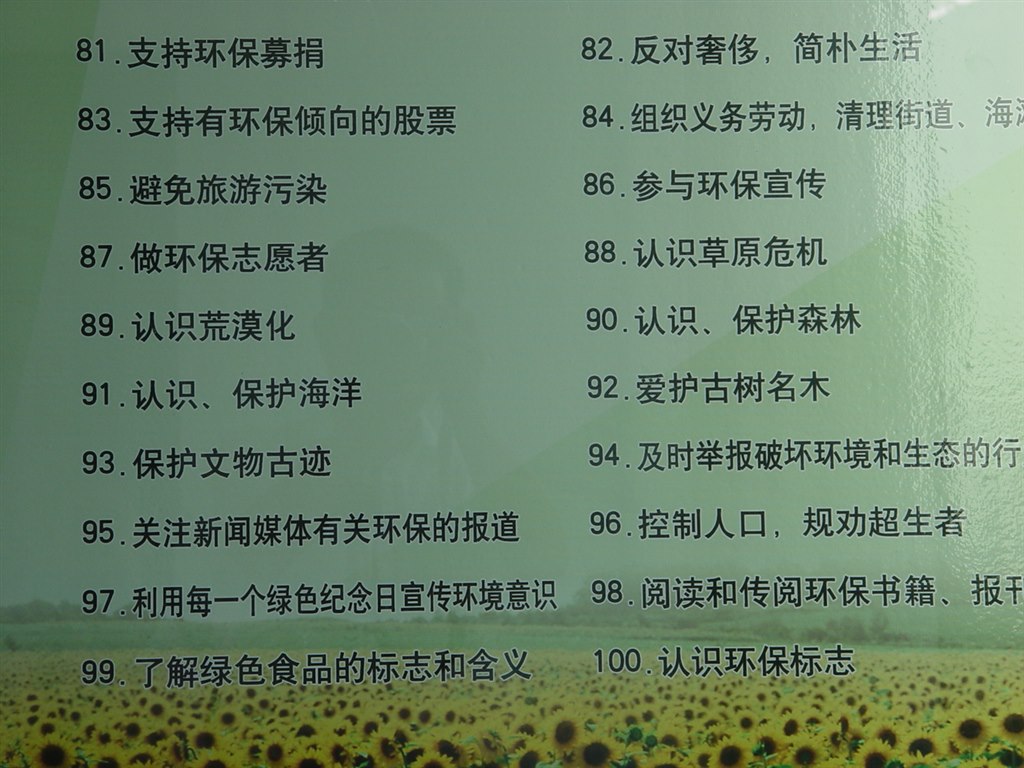 81.支持环保募捐
82.反对奢侈，简朴生活
83.支持有环保倾向的股票
84.组织义务劳动，清理街道、海
85.避免旅游污染
86.参与环保宣传
87.做环保志愿者
88.认识草原危机
89.认识荒漠化
90.认识、保护森林
91.认识、保护海洋
92.爱护古树名木
93.保护文物古迹
94.及时举报破坏环境和生态的行
95.关注新闻媒体有关环保的报道
96.控制人口，规劝超生者
97.利用每一个绿色纪念日宣传环境意识
98.阅读和传阅环保书籍、报刊
99.了解绿色食品的标志和含义
100.认识环保标志